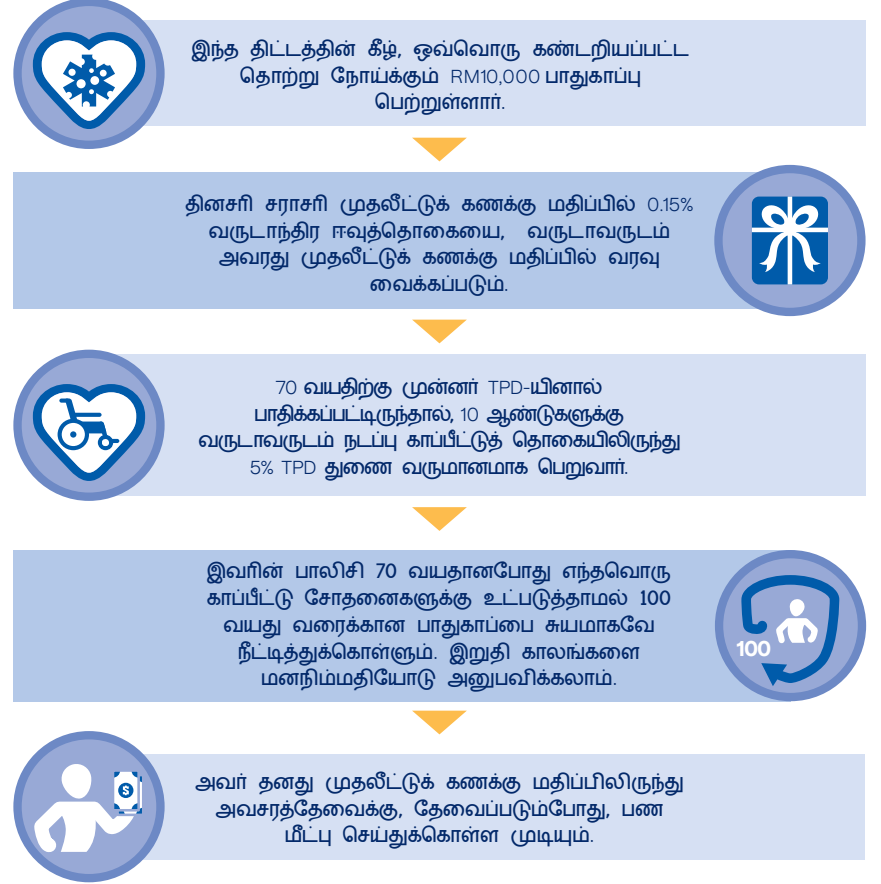 இந்த திட்டத்தின் கீழ், ஒவ்வொரு கண்டறியப்பட்ட
தொற்று நோய்க்கும் RM10,000 பாதுகாப்பு
பெற்றுள்ளார்.
தினசரி சராசரி முதலீட்டுக் கணக்கு மதிப்பில் 0.15%
வருடாந்திர ஈவுத்தொகையை, வருடாவருடம்
அவரது முதலீட்டுக் கணக்கு மதிப்பில் வரவு
வைக்கப்படும்.
70 வயதிற்கு முன்னர் TPD-யினால்
பாதிக்கப்பட்டிருந்தால், 10 ஆண்டுகளுக்கு
வருடாவருடம் நடப்பு காப்பீட்டுத் தொகையிலிருந்து
5% TPD துணை வருமானமாக பெறுவார்.
இவரின் பாலிசி 70 வயதானபோது எந்தவொரு
காப்பீட்டு சோதனைகளுக்கு உட்படுத்தாமல் 100
வயது வரைக்கான பாதுகாப்பை சுயமாகவே
நீட்டித்துக்கொள்ளும். இறுதி காலங்களை
மனநிம்மதியோடு அனுபவிக்கலாம்.
100
அவர் தனது முதலீட்டுக் கணக்கு மதிப்பிலிருந்து
அவசரத்தேவைக்கு, தேவைப்படும்போது, பண
மீட்பு செய்துக்கொள்ள முடியும்.
$